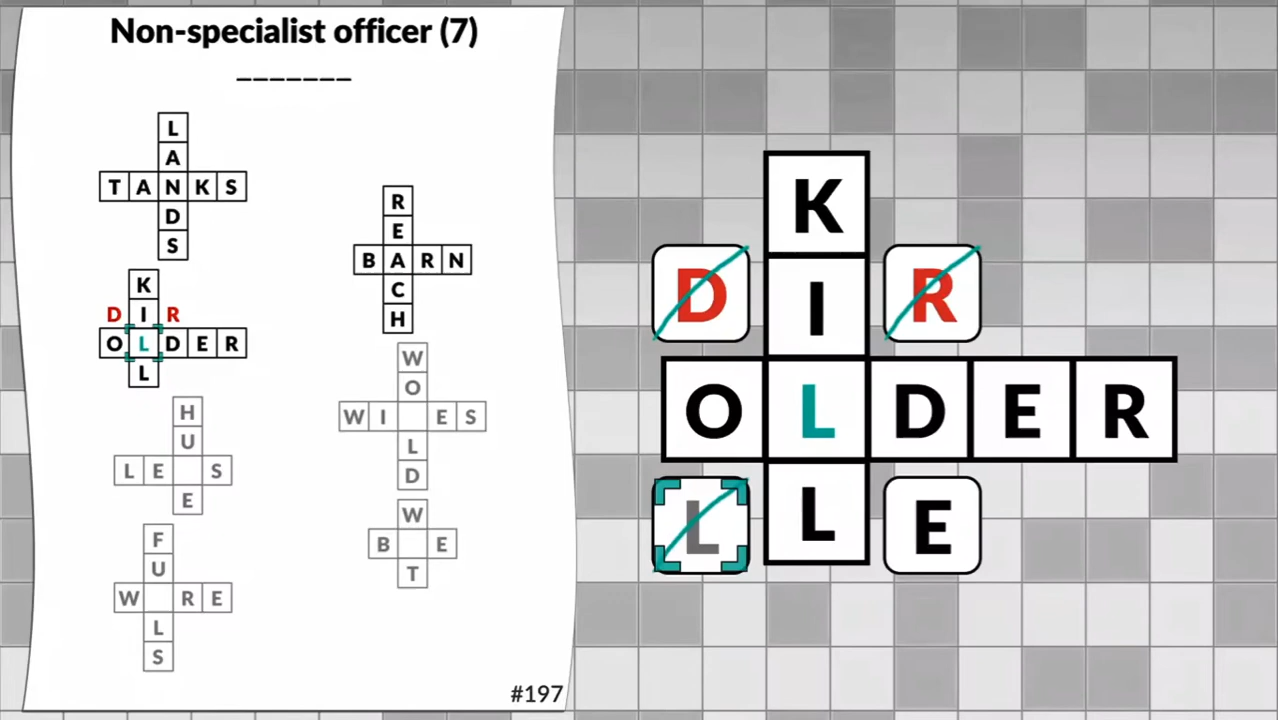 Non-specialist officer (7)
_______
L
A
TANKS
D
S
R
E
BARN
C
H
K
D I R
OLDER
L
H
U
LE S
E
W
O
WI ES
L
D
F
U
W RE
L
S
W
B E
T
#197
K
D I R
OLDER
L L E